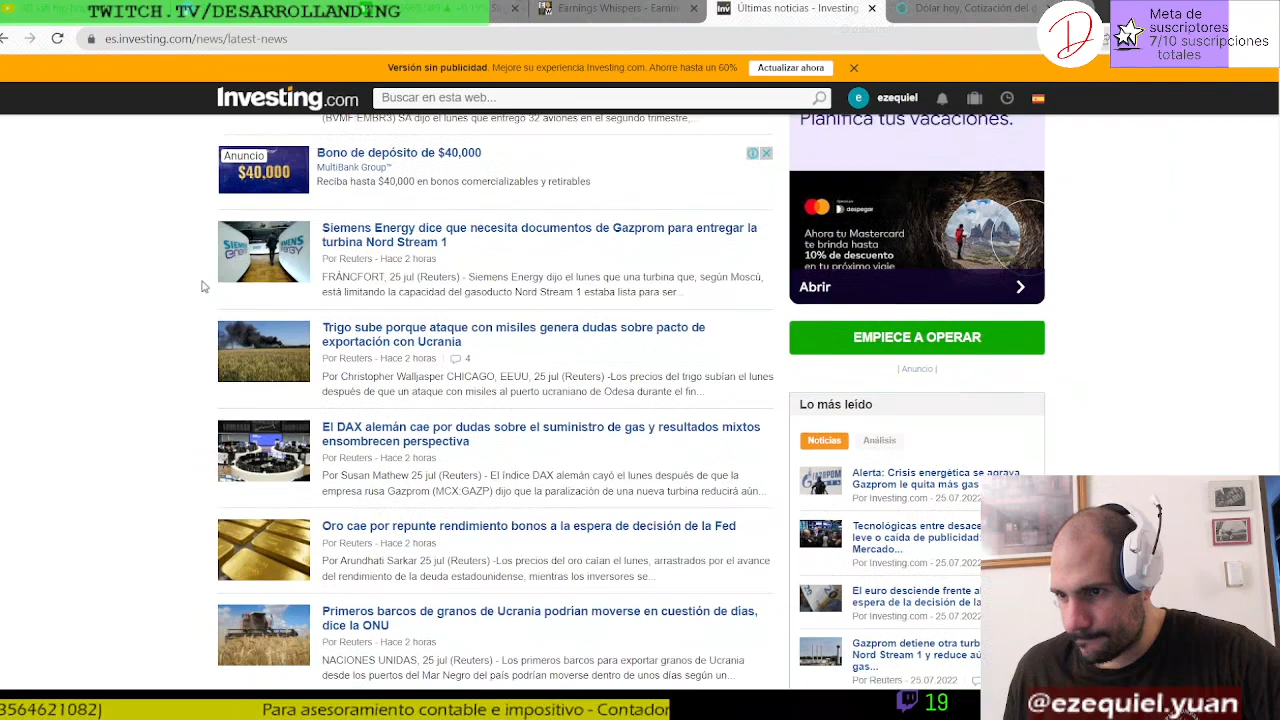 TWITCH.TV/DESARROLLANDING
Earnings Whispers - Earnin
Últimas noticias - Investing
Dólar hoy, Cotización del d
Meta de
suscriptores
7/10 suscripciones
totales
es.investing.com/news/latest-news
Versión sin publicidad. Mejore su experiencia Investing.com. Ahorre hasta un 60%
Actualizar ahora
Investing.com
Buscar en esta web...
e
ezequiel
(BVMF:EMBR3) SA dijo el lunes que entregó 32 aviones en el segundo trimestre,...
Anuncio
$40,000
Bono de depósito de $40,000
MultiBank Group™
Reciba hasta $40,000 en bonos comercializables y retirables
Siemens Energy dice que necesita documentos de Gazprom para entregar la
turbina Nord Stream 1
Por Reuters - Hace 2 horas
FRÁNCFORT, 25 jul (Reuters) - Siemens Energy dijo el lunes que una turbina que, según Moscú,
está limitando la capacidad del gasoducto Nord Stream 1 estaba lista para ser...
Trigo sube porque ataque con misiles genera dudas sobre pacto de
exportación con Ucrania
Por Reuters - Hace 2 horas
4
Por Christopher Walljasper CHICAGO, EEUU, 25 jul (Reuters) -Los precios del trigo subían el lunes
después de que un ataque con misiles al puerto ucraniano de Odesa durante el fin...
El DAX alemán cae por dudas sobre el suministro de gas y resultados mixtos
ensombrecen perspectiva
Por Reuters - Hace 2 horas
Por Susan Mathew 25 jul (Reuters) - El índice DAX alemán cayó el lunes después de que la
empresa rusa Gazprom (MCX:GAZP) dijo que la paralización de una nueva turbina reducirá aún...
Oro cae por repunte rendimiento bonos a la espera de decisión de la Fed
Por Reuters - Hace 2 horas
Por Arundhati Sarkar 25 jul (Reuters) -Los precios del oro caían el lunes, arrastrados por el avance
del rendimiento de la deuda estadounidense, mientras los inversores se...
Primeros barcos de granos de Ucrania podrían moverse en cuestión de días,
dice la ONU
Por Reuters - Hace 2 horas
NACIONES UNIDAS, 25 jul (Reuters) - Los primeros barcos para exportar granos de Ucrania
desde los puertos del Mar Negro del país podrían moverse dentro de unos días según un...
Planifica tus vacaciones.
despegar
Ahora tu Mastercard
te brinda hasta
10% de descuento
en tu próximo viaje
Abrir
EMPIECE A OPERAR
| Anuncio |
Lo más leído
Noticias
Análisis
Alerta: Crisis energética se agrava,
Gazprom le quita más gas
Por Investing.com - 25.07.2022
Tecnológicas entre desace
leve o caída de publicidad:
Mercado...
Por Investing.com - 25.07.2022
El euro desciende frente al
espera de la decisión de la
Por Investing.com - 25.07.2022
Gazprom detiene otra turb
Nord Stream 1 y reduce aú
gas...
Por Reuters - 25.07.2022
@ezequiel.yuan
3564621082)
Para asesoramiento contable e impositivo - Contador
19